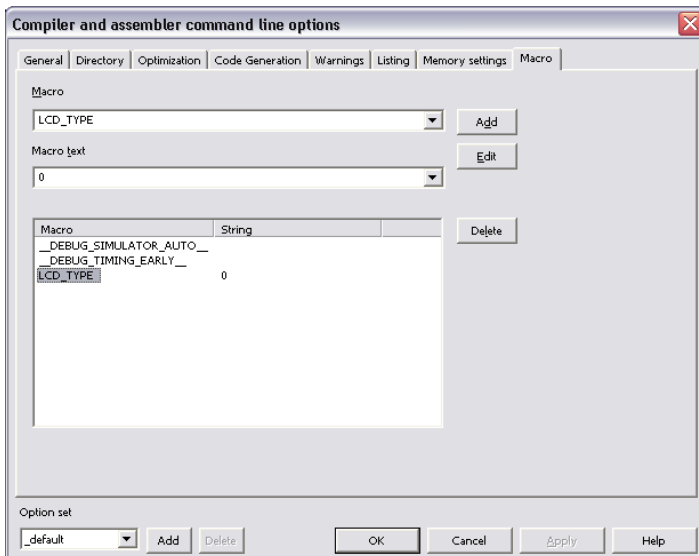 Compiler and assembler command line options
General Directory Optimization Code Generation Warnings Listing Memory settings Macro
Macro
LCD_TYPE Add
Macro text Edit
0
Macro String Delete
__DEBUG_SIMULATOR_AUTO__
__DEBUG_TIMING_EARLY__
LCD_TYPE 0
Option set
_default Add Delete OK Cancel Apply Help